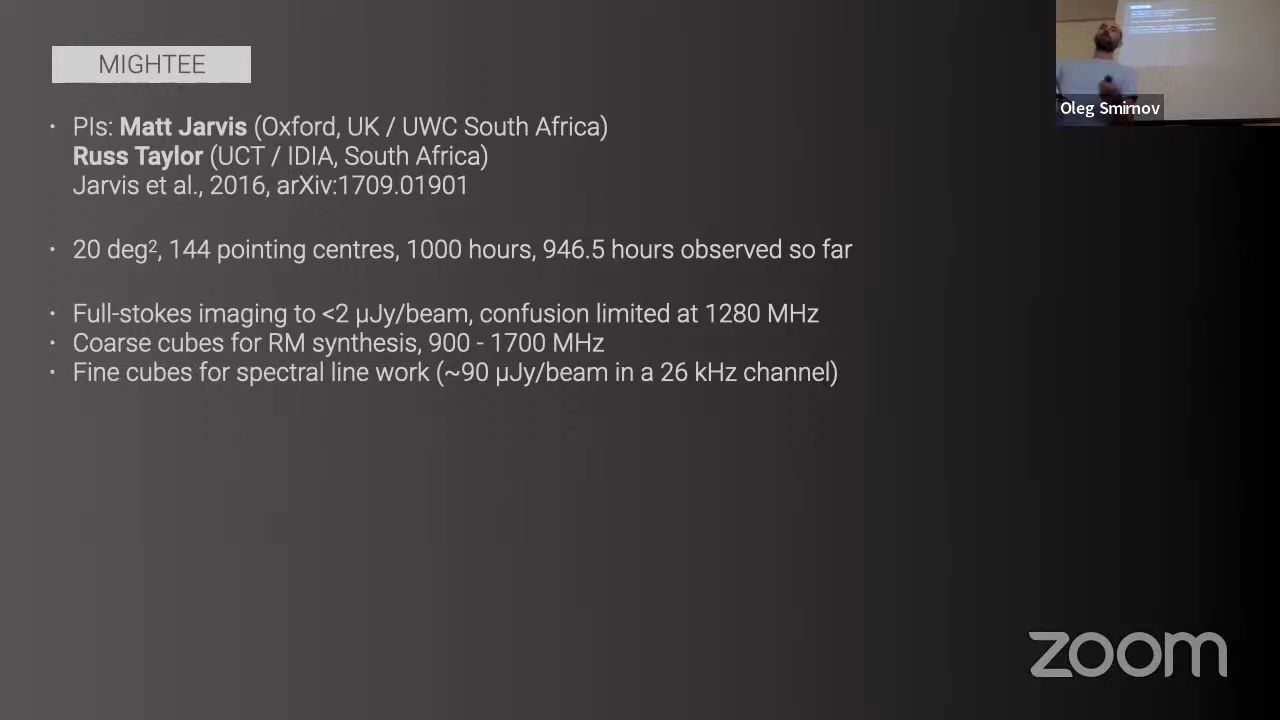 MIGHTEE
Oleg Smirnov
• PIs: Matt Jarvis (Oxford, UK / UWC South Africa)
Russ Taylor (UCT / IDIA, South Africa)
Jarvis et al., 2016, arXiv:1709.01901
• 20 deg², 144 pointing centres, 1000 hours, 946.5 hours observed so far
• Full-stokes imaging to <2 µJy/beam, confusion limited at 1280 MHz
• Coarse cubes for RM synthesis, 900 - 1700 MHz
• Fine cubes for spectral line work (~90 µJy/beam in a 26 kHz channel)
zoom